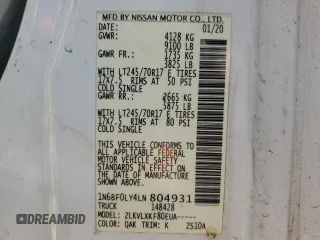 MFD BY NISSAN MOTOR CO., LTD.
DATE: 01/20
GVWR: 4128 KG
9100 LB
GAWR FR: 1735 KG
3825 LB
WITH LT245/70R17 E TIRES
17X7.5 RIMS AT 50 PSI
COLD SINGLE
GAWR RR: 2665 KG
5875 LB
WITH LT245/70R17 E TIRES
17X7.5 RIMS AT 80 PSI
COLD SINGLE
THIS VEHICLE CONFORMS TO ALL
APPLICABLE FEDERAL
MOTOR VEHICLE SAFETY
STANDARDS IN EFFECT ON THE
DATE OF MANUFACTURE
SHOWN ABOVE.
1N6BF0LY4LN804931
TRUCK 148428
MODEL: ZLKVLXKF8DEUA-----
COLOR: QAK TRIM: K ZS10A